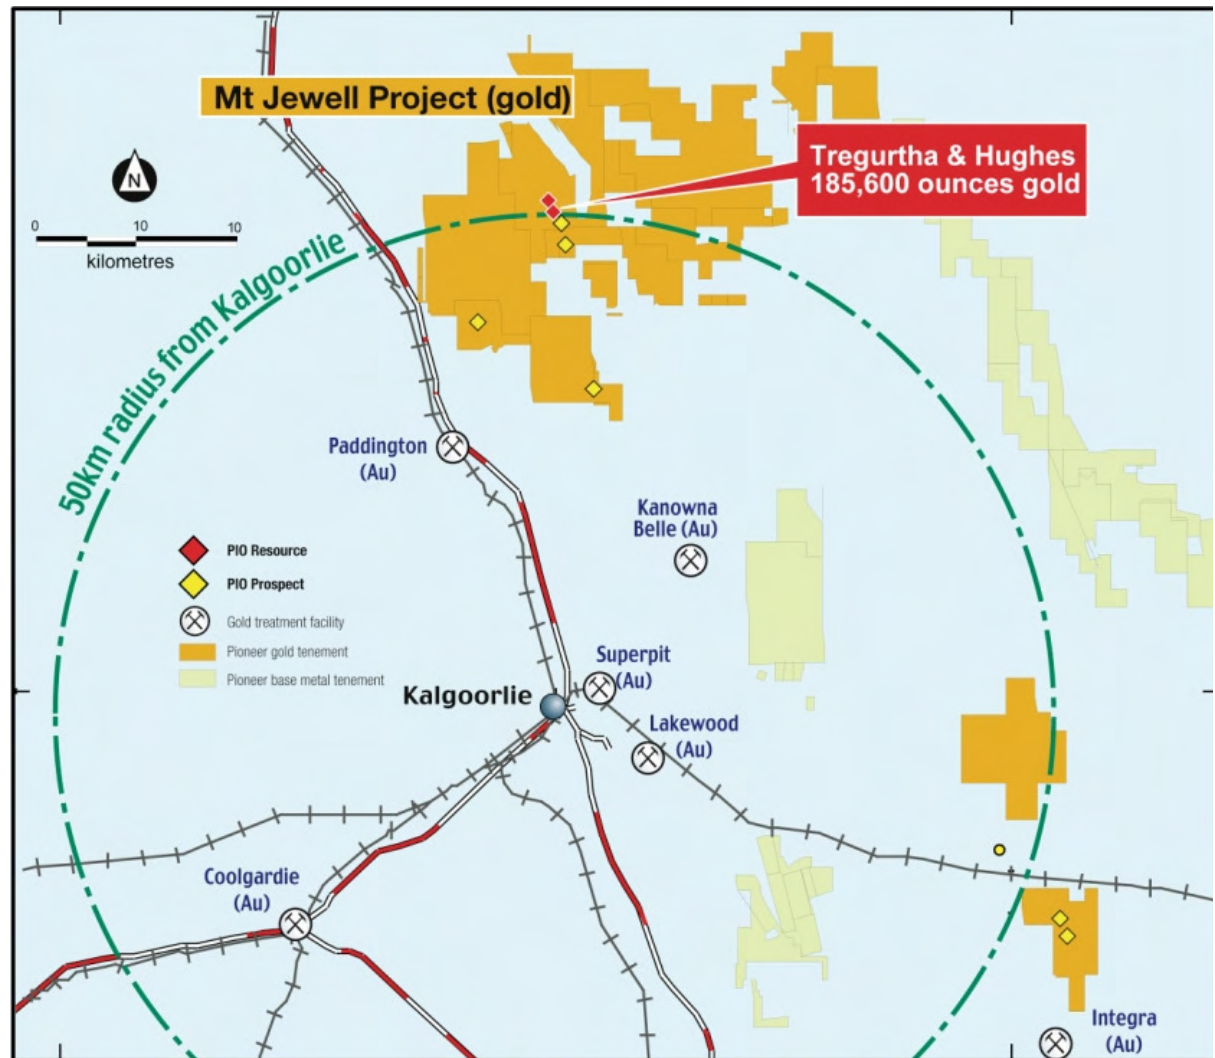 Mt Jewell Project (gold)
Tregurtha & Hughes
185,600 ounces gold
N
0 10 10
kilometres
50km radius from Kalgoorlie
Paddington
(Au)
Kanowna
Belle (Au)
PIO Resource
PIO Prospect
Gold treatment facility
Pioneer gold tenement
Pioneer base metal tenement
Superpit
(Au)
Kalgoorlie
Lakewood
(Au)
Coolgardie
(Au)
Integra
(Au)